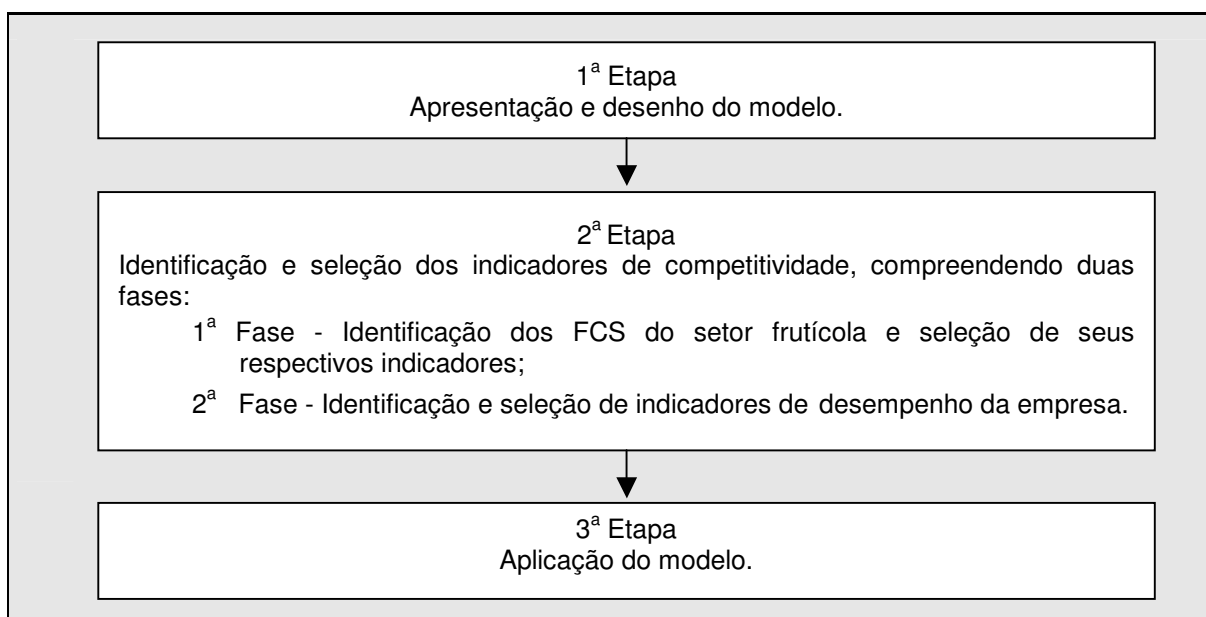 1ª Etapa
Apresentação e desenho do modelo.
2ª Etapa
Identificação e seleção dos indicadores de competitividade, compreendendo duas
fases:
1ª Fase - Identificação dos FCS do setor frutícola e seleção de seus
respectivos indicadores;
2ª Fase - Identificação e seleção de indicadores de desempenho da empresa.
3ª Etapa
Aplicação do modelo.